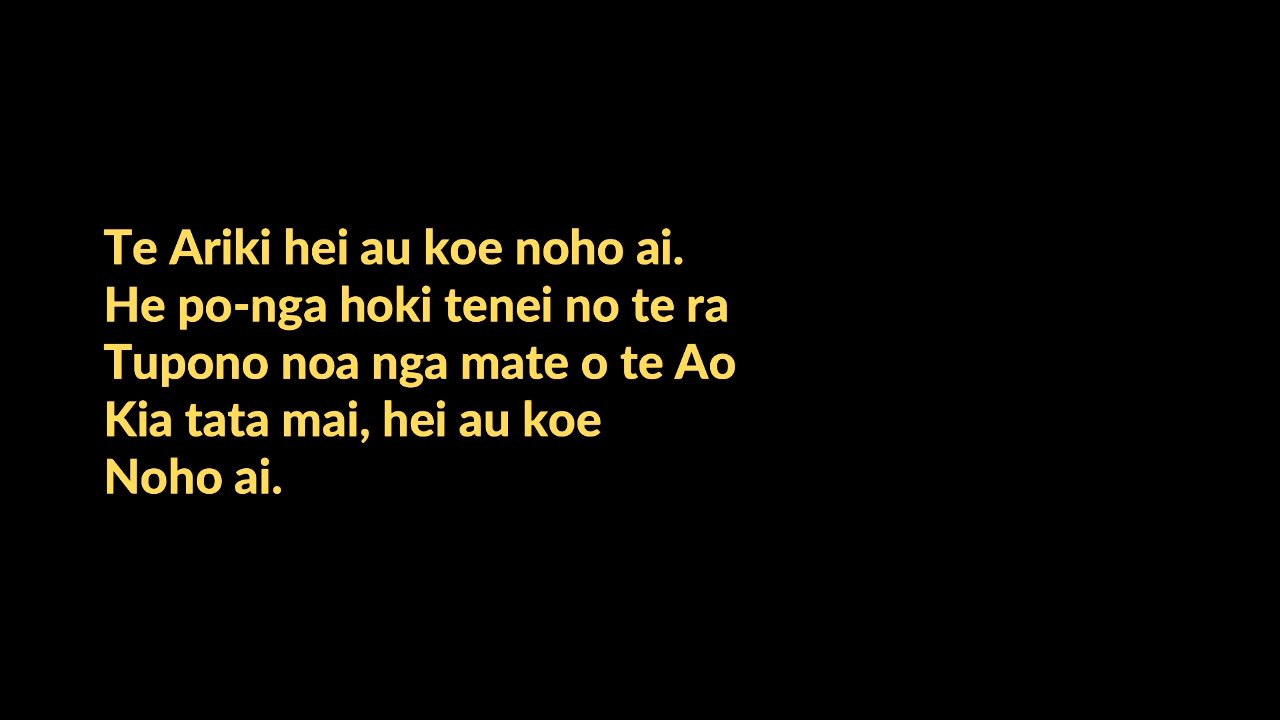 Te Ariki hei au koe noho ai.
He po-nga hoki tenei no te ra
Tupono noa nga mate o te Ao
Kia tata mai, hei au koe
Noho ai.